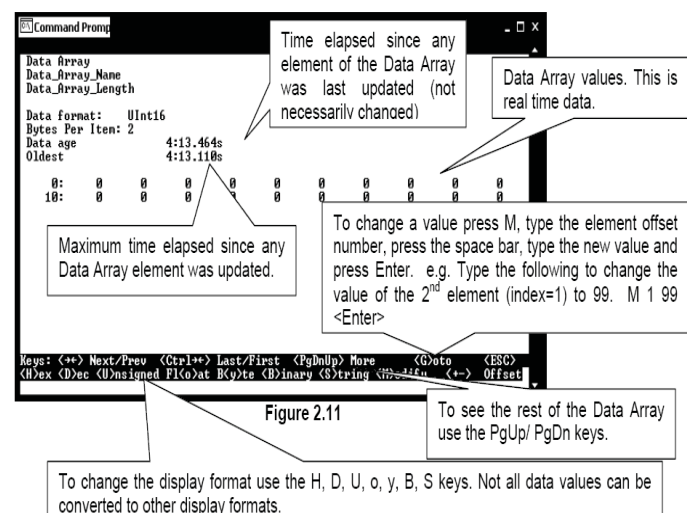 Command Promp
Time elapsed since any
element of the Data Array
was last updated (not
necessarily changed)
Data Array values. This is
real time data.
Data Array
Data_Array_Name
Data_Array_Length
Data format: UInt16
Bytes Per Item: 2
Data age 4:13.464s
Oldest 4:13.110s
0: 0 0 0 0 0 0 0 0 0 0
10: 0 0 0 0 0 0 0 0 0 0
Maximum time elapsed since any
Data Array element was updated.
To change a value press M, type the element offset
number, press the space bar, type the new value and
press Enter. e.g. Type the following to change the
value of the 2nd element (index=1) to 99. M 1 99
<Enter>
Keys: <→←> Next/Prev <Ctrl→←> Last/First <PgDnUp> More <G>oto <ESC>
<H>ex <D>ec <U>nsigned Fl<o>at B<y>te <B>inary <S>tring <M>odify <+-> Offset
Figure 2.11
To see the rest of the Data Array
use the PgUp/ PgDn keys.
To change the display format use the H, D, U, o, y, B, S keys. Not all data values can be
converted to other display formats.